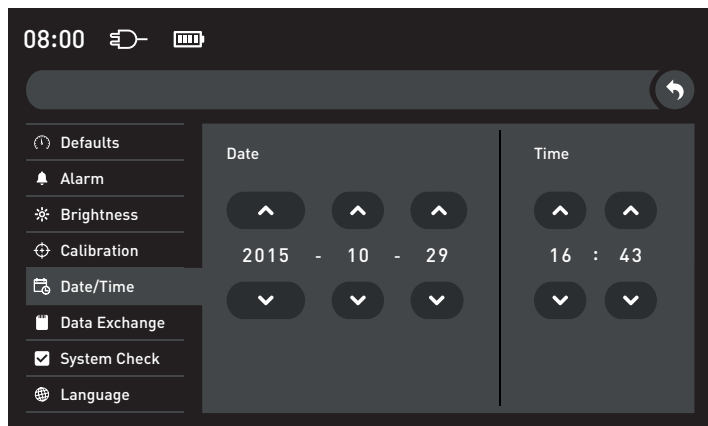 08:00
Defaults
Alarm
Brightness
Calibration
Date/Time
Data Exchange
System Check
Language
Date
2015 - 10 - 29
Time
16 : 43